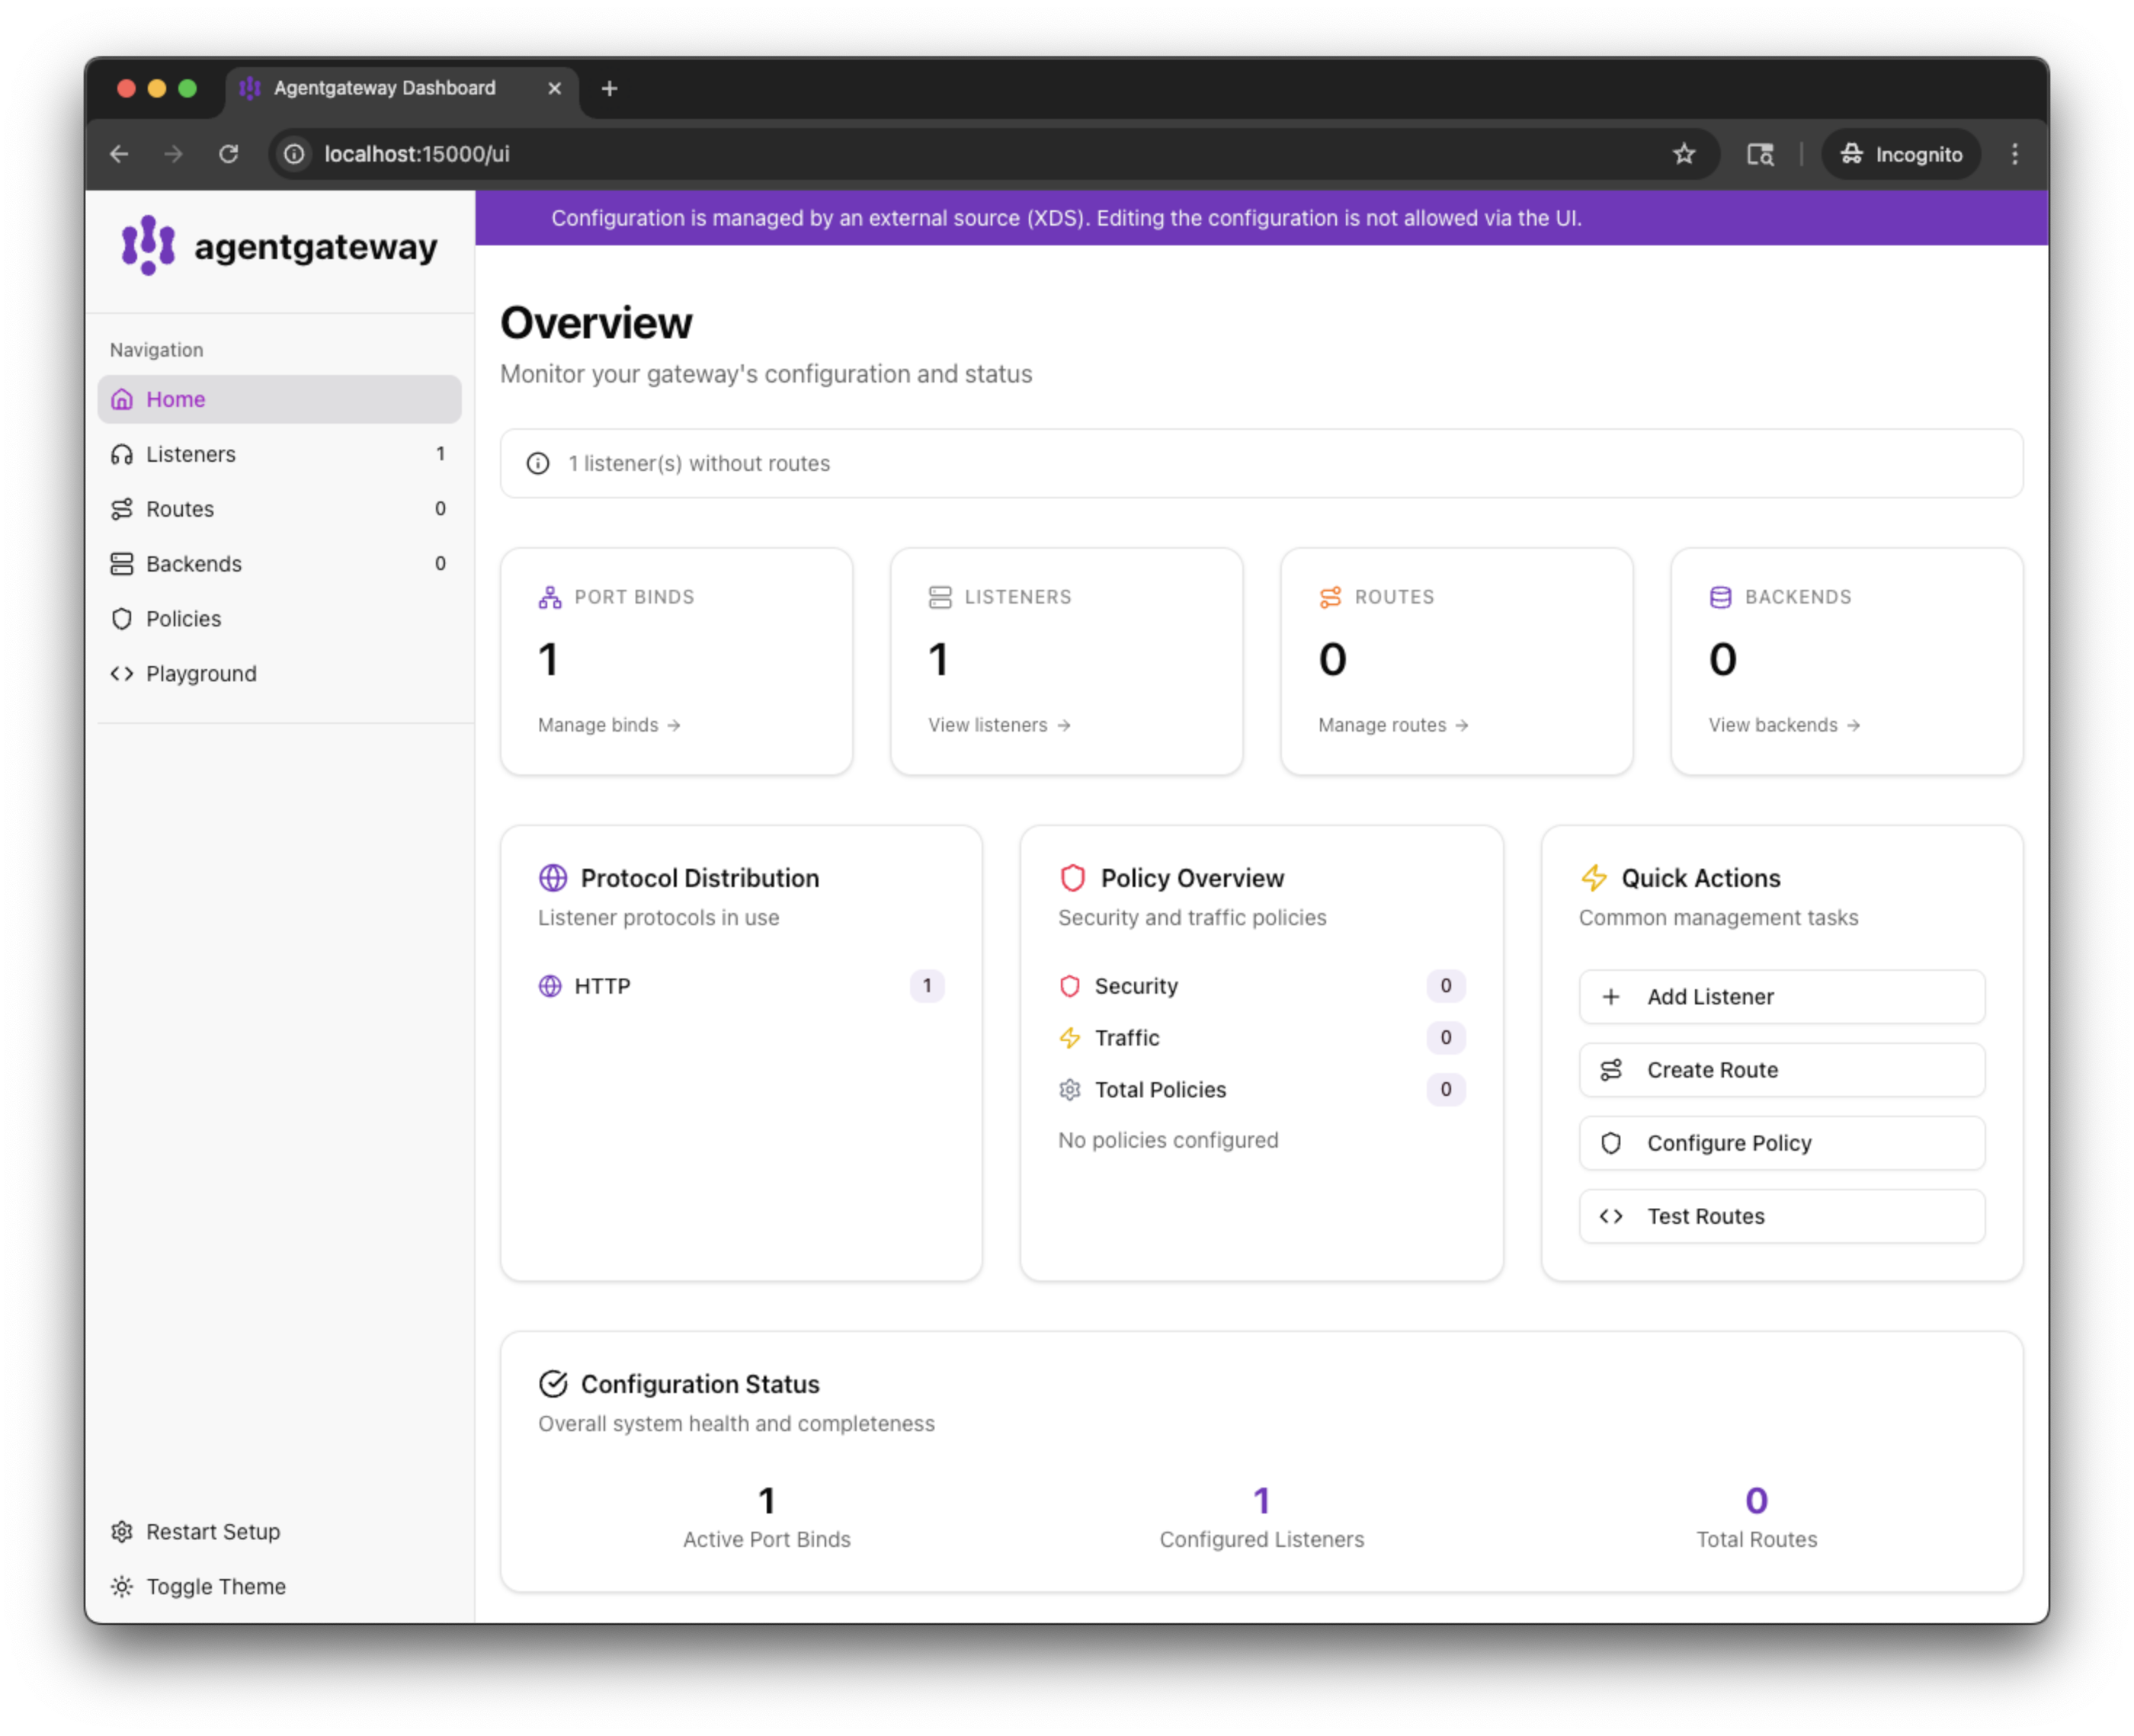 Agentgateway Dashboard
localhost:15000/ui
Incognito
agentgateway
Configuration is managed by an external source (XDS). Editing the configuration is not allowed via the UI.
Navigation
Home
Listeners 1
Routes 0
Backends 0
Policies
Playground
Restart Setup
Toggle Theme
Overview
Monitor your gateway's configuration and status
1 listener(s) without routes
PORT BINDS
1
Manage binds →
LISTENERS
1
View listeners →
ROUTES
0
Manage routes →
BACKENDS
0
View backends →
Protocol Distribution
Listener protocols in use
HTTP 1
Policy Overview
Security and traffic policies
Security 0
Traffic 0
Total Policies 0
No policies configured
Quick Actions
Common management tasks
Add Listener
Create Route
Configure Policy
Test Routes
Configuration Status
Overall system health and completeness
1
Active Port Binds
1
Configured Listeners
0
Total Routes